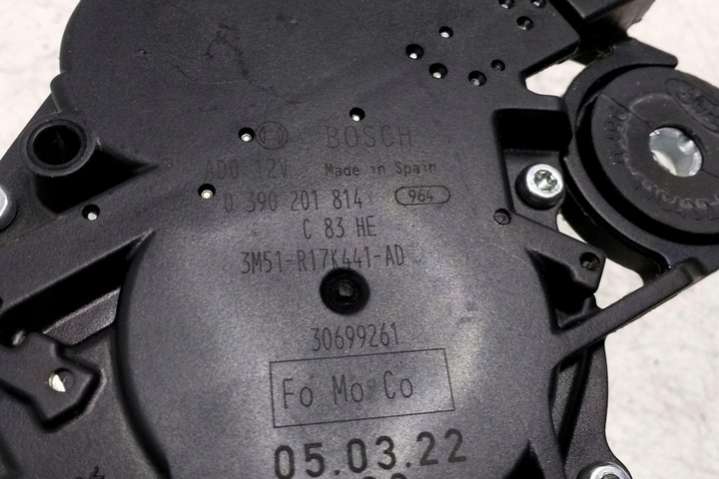 BOSCH
12V Made in Spain
0 390 201 814 964
C 83 HE
3M51-R17K441-AD
30699261
Fo Mo Co
05.03.22